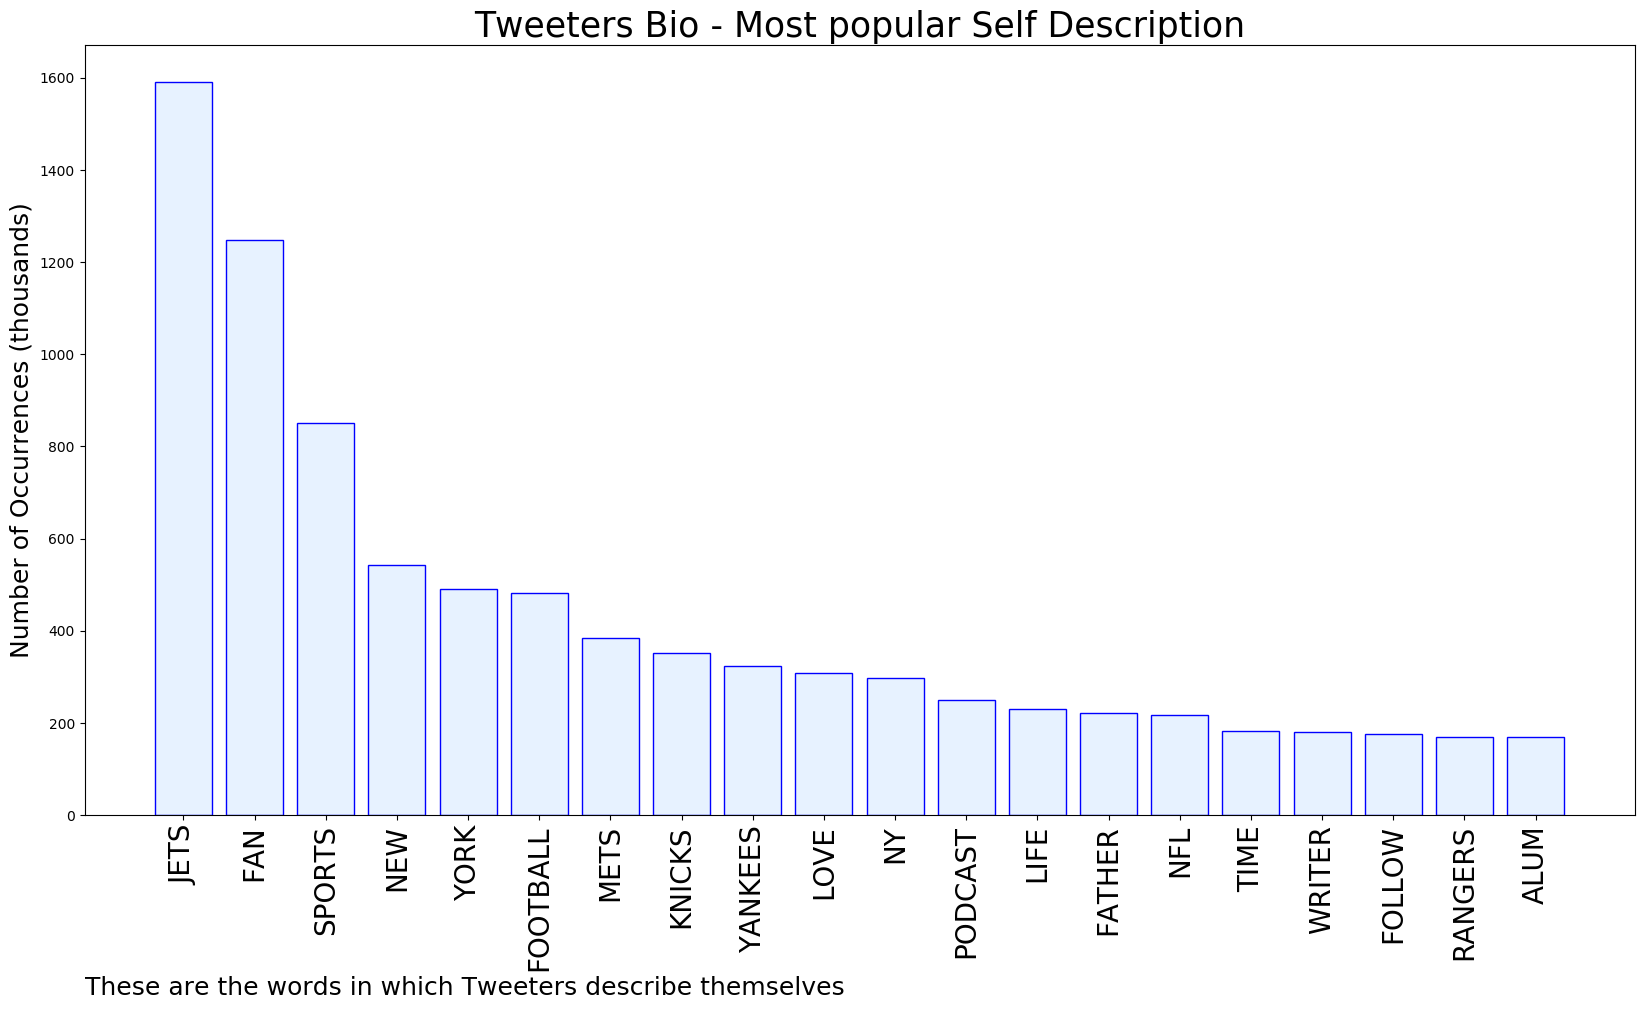 Tweeters Bio - Most popular Self Description
Number of Occurrences (thousands)
1600
1400
1200
1000
800
600
400
200
0
JETS
FAN
SPORTS
NEW
YORK
FOOTBALL
METS
KNICKS
YANKEES
LOVE
NY
PODCAST
LIFE
FATHER
NFL
TIME
WRITER
FOLLOW
RANGERS
ALUM
These are the words in which Tweeters describe themselves